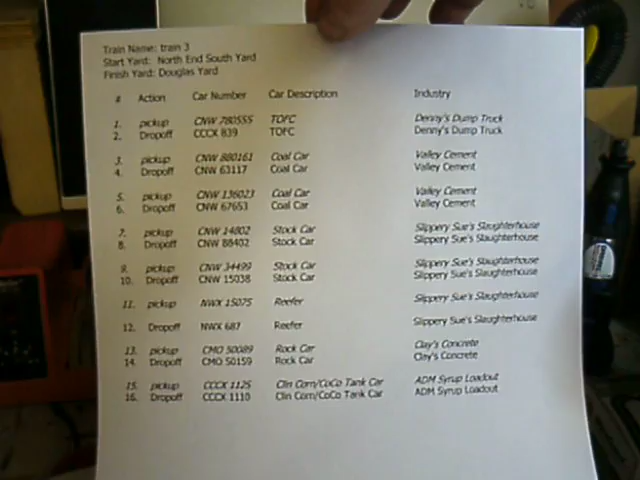 Train Name: train 3
Start Yard: North End South Yard
Finish Yard: Douglas Yard
# Action Car Number Car Description Industry
1. pickup CNW 780555 TOFC Denny's Dump Truck
2. Dropoff CCCX 839 TOFC Denny's Dump Truck
3. pickup CNW 880161 Coal Car Valley Cement
4. Dropoff CNW 63117 Coal Car Valley Cement
5. pickup CNW 136023 Coal Car Valley Cement
6. Dropoff CNW 67653 Coal Car Valley Cement
7. pickup CNW 14802 Stock Car Slippery Sue's Slaughterhouse
8. Dropoff CNW 88402 Stock Car Slippery Sue's Slaughterhouse
9. pickup CNW 34499 Stock Car Slippery Sue's Slaughterhouse
10. Dropoff CNW 15038 Stock Car Slippery Sue's Slaughterhouse
11. pickup NWX 15075 Reefer Slippery Sue's Slaughterhouse
12. Dropoff NWX 687 Reefer Slippery Sue's Slaughterhouse
13. pickup CMO 50089 Rock Car Clay's Concrete
14. Dropoff CMO 50159 Rock Car Clay's Concrete
15. pickup CCCX 1125 Clin Corn/CoCo Tank Car ADM Syrup Loadout
16. Dropoff CCCX 1110 Clin Corn/CoCo Tank Car ADM Syrup Loadout